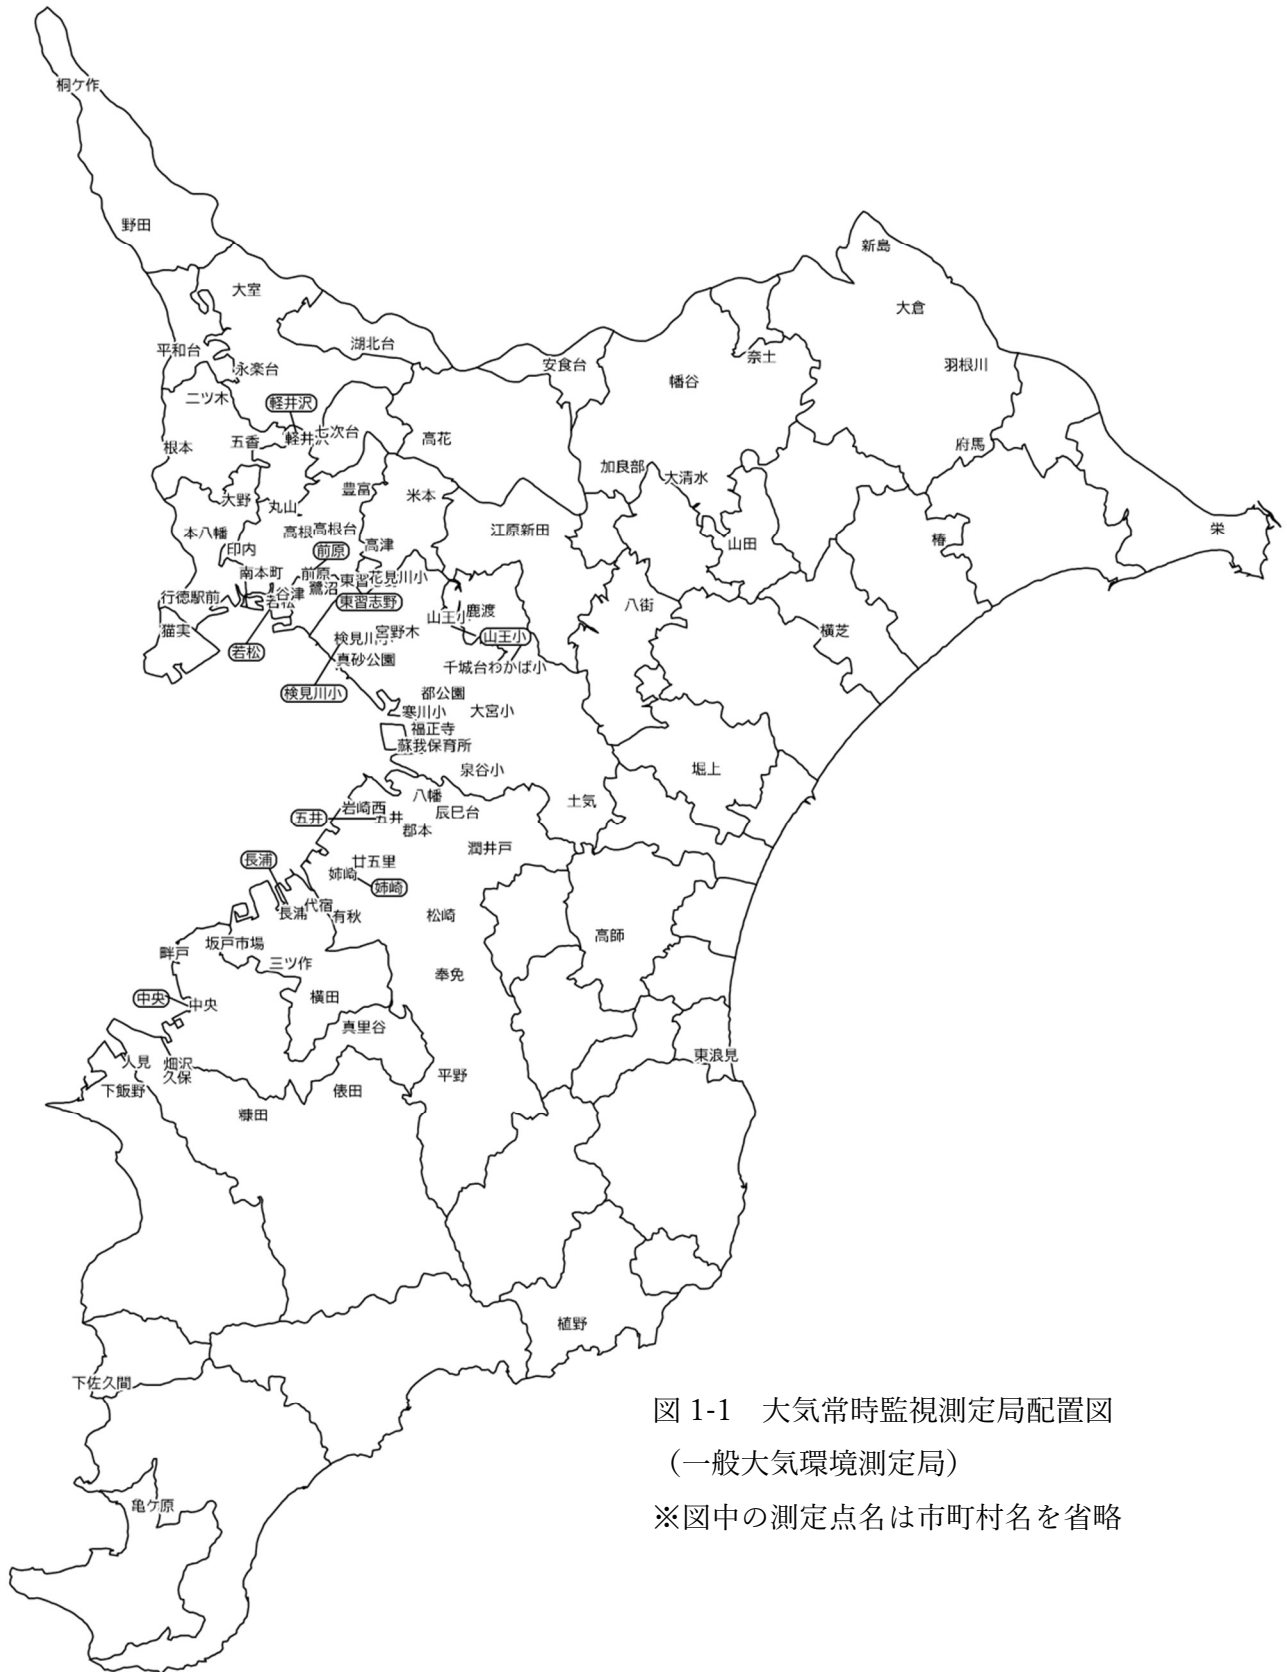 桐ケ作
野田
新島
大室
大倉
湖北台
平和台
奈土
安食台
羽根川
永楽台
幡谷
二ツ木
軽井沢
軽井沢
七次台
高花
五香
根本
府馬
加良部
大清水
豊富
米本
大野
丸山
栄
江原新田
高根
高根台
本八幡
椿
山田
高津
印内
前原
南本町
前原
東習志野
花見川小
鷺沼
谷津
若松
行徳駅前
東習志野
八街
鹿渡
山王小
猫実
横芝
宮野木
山王小
検見川小
若松
真砂公園
千城台わかば小
検見川小
都公園
寒川小
大宮小
福正寺
蘇我保育所
堀上
泉谷小
八幡
土気
岩崎西
辰巳台
五井
五井
郡本
潤井戸
長浦
廿五里
姉崎
姉崎
代宿
長浦
有秋
松崎
高師
坂戸市場
畔戸
三ツ作
奉免
中央
横田
中央
真里谷
東浪見
人見
畑沢
久保
平野
下飯野
俵田
糠田
植野
下佐久間
亀ケ原
図 1-1 大気常時監視測定局配置図
（一般大気環境測定局）
※図中の測定点名は市町村名を省略